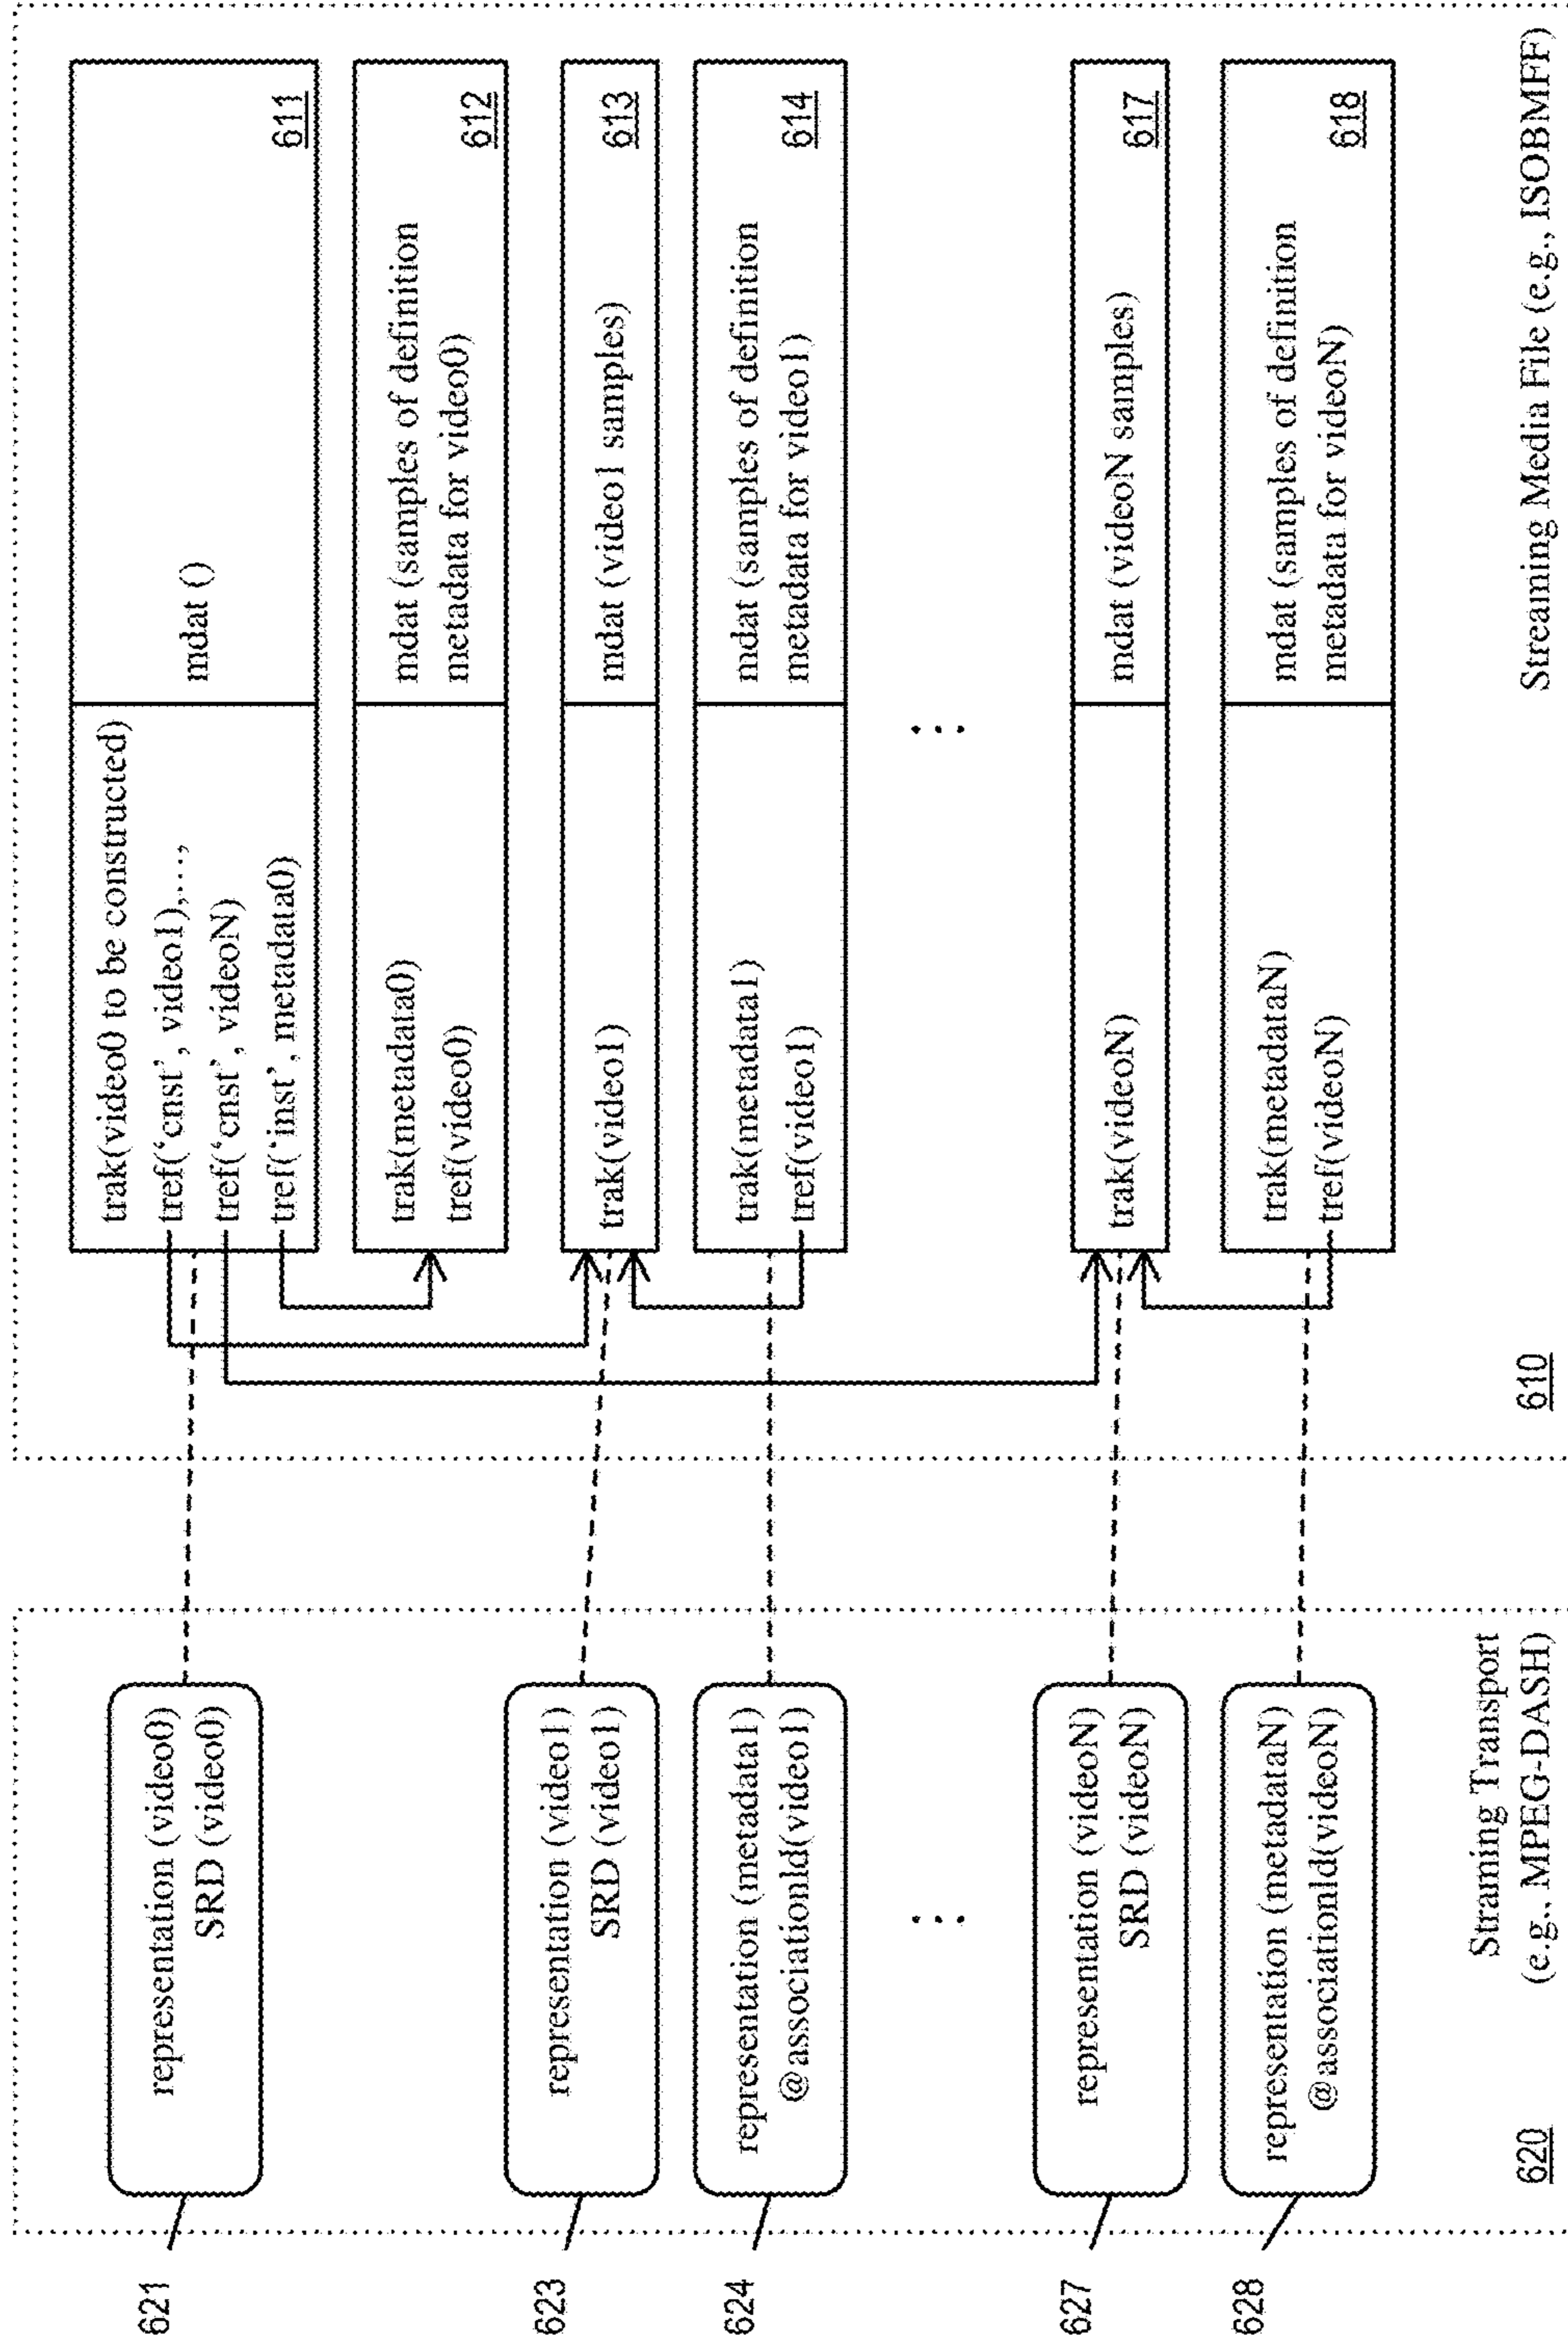 621
representation (video0)
SRD (video0)
623
representation (video1)
SRD (video1)
624
representation (metadata1)
@associationId(video1)
...
627
representation (videoN)
SRD (videoN)
628
representation (metadataN)
@associationId(videoN)
620
Straming Transport
(e.g., MPEG-DASH)
trak(video0 to be constructed)
tref('cnst', video1),...,
tref('cnst', videoN)
tref('inst', metadata0)
mdat ()
611
trak(metadata0)
tref(video0)
mdat (samples of definition
metadata for video0)
612
trak(video1)
mdat (video1 samples)
613
trak(metadata1)
tref(video1)
mdat (samples of definition
metadata for video1)
614
...
trak(videoN)
mdat (videoN samples)
617
trak(metadataN)
tref(videoN)
mdat (samples of definition
metadata for videoN)
618
610
Streaming Media File (e.g., ISOBMFF)